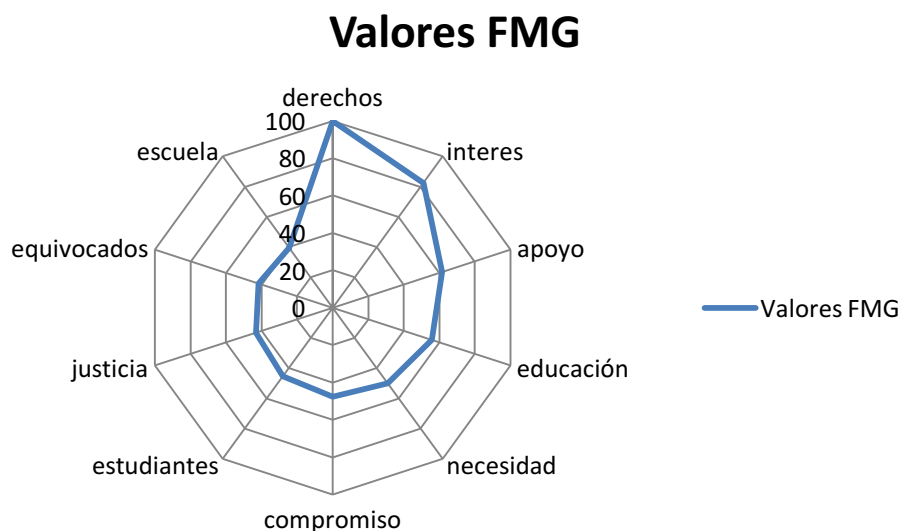 Valores FMG
derechos
interes
apoyo
educación
necesidad
compromiso
estudiantes
justicia
equivocados
escuela
100
80
60
40
20
0
Valores FMG